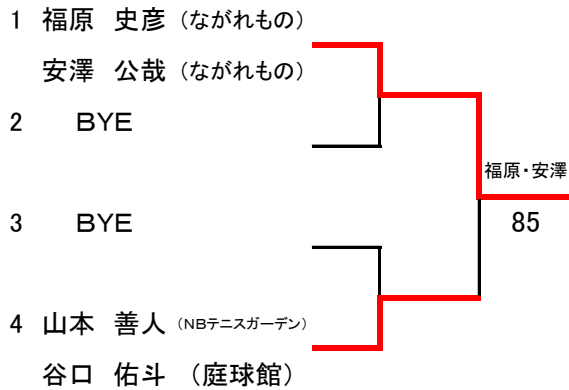 1 福原 史彦 (ながれもの)
安澤 公哉 (ながれもの)
2 BYE
福原・安澤
3 BYE
85
4 山本 善人 (NBテニスガーデン)
谷口 佑斗 (庭球館)